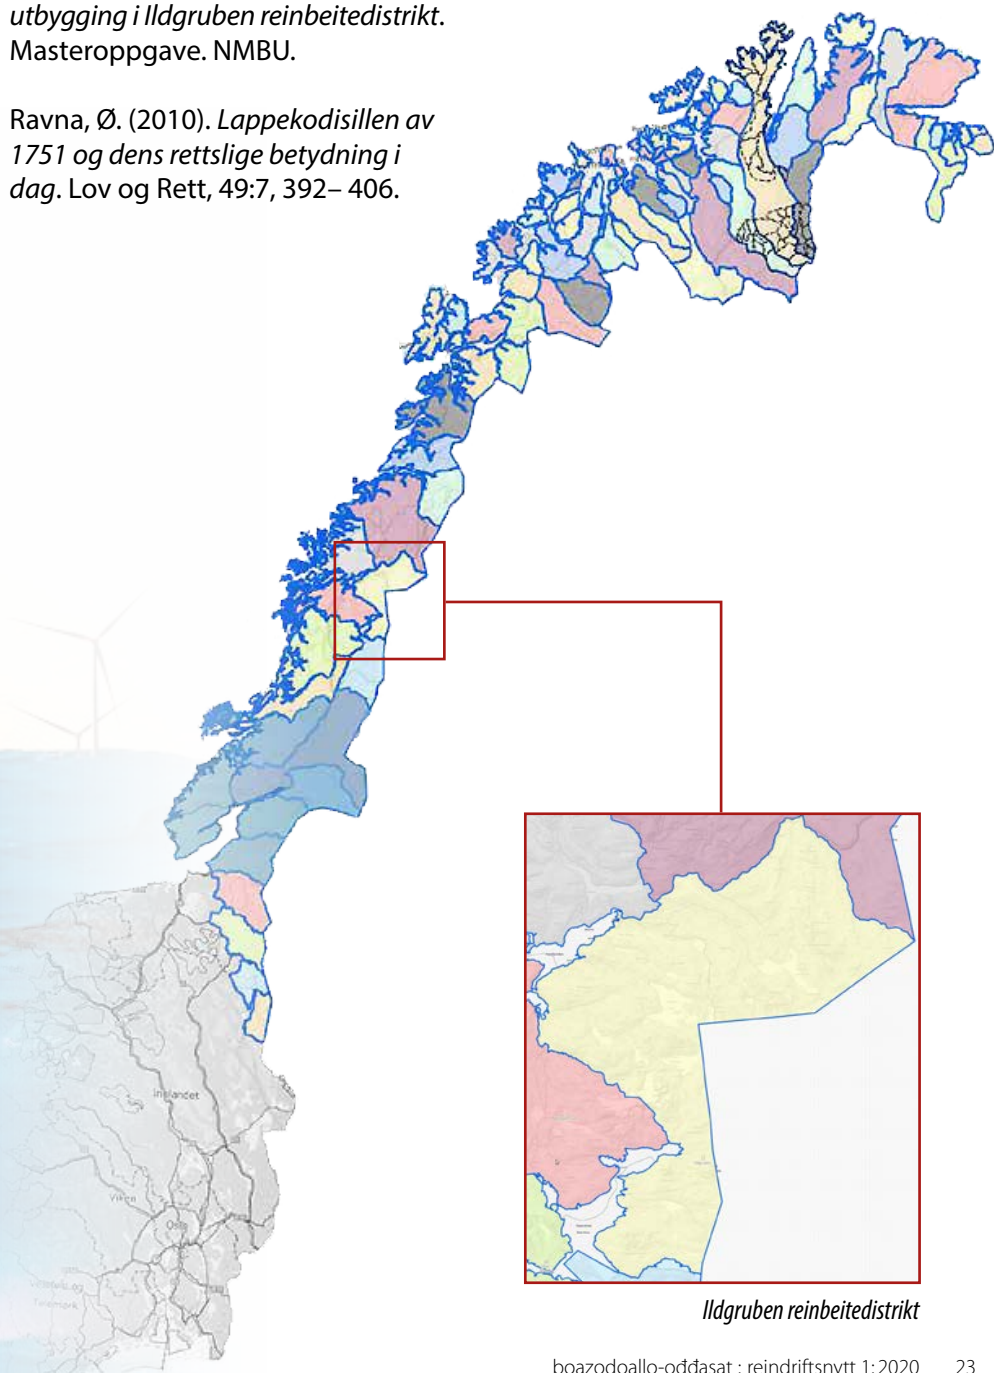 utbygging i Ildgruben reinbeitedistrikt.
Masteroppgave. NMBU.
Ravna, Ø. (2010). Lappekodisillen av
1751 og dens rettslige betydning i
dag. Lov og Rett, 49:7, 392– 406.
Innlandet
Viken
Oslo
Ildgruben reinbeitedistrikt
boazodoallo-ođđasat : reindriftsnytt 1: 2020 23